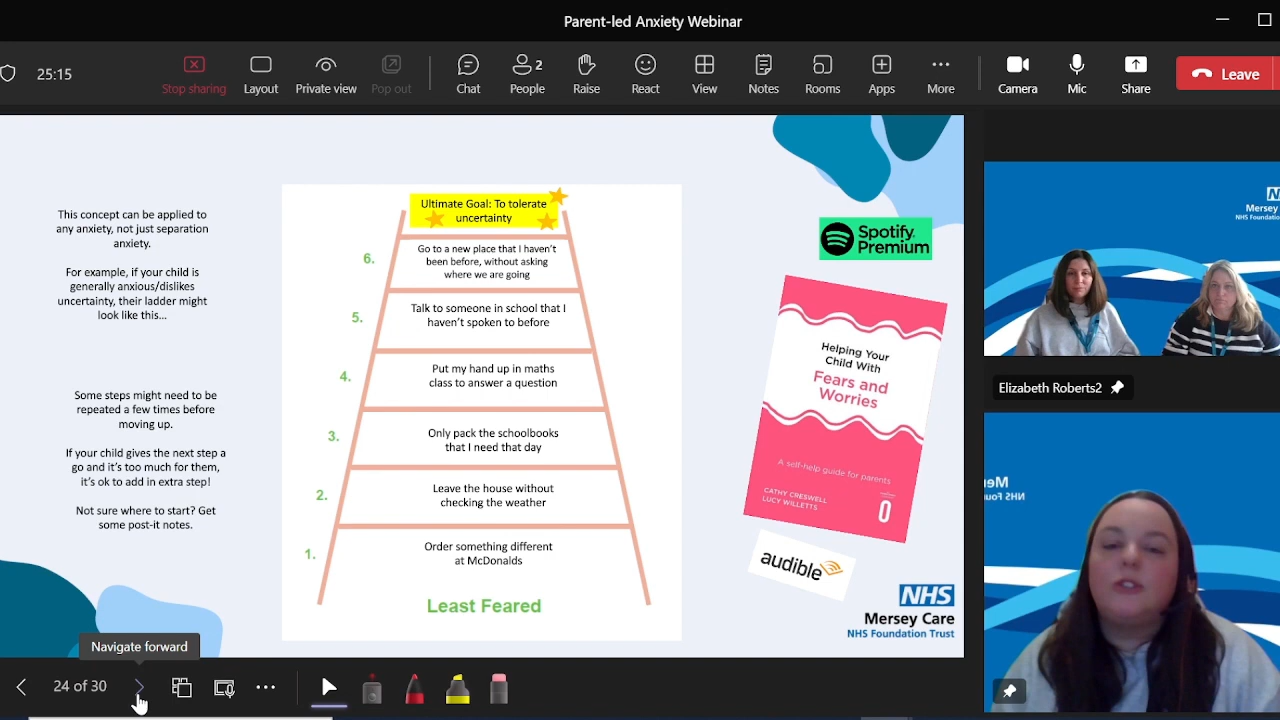 Parent-led Anxiety Webinar
25:15
Stop sharing
Layout
Private view
Pop out
Chat
2
People
Raise
React
View
Notes
Rooms
Apps
More
Camera
Mic
Share
Leave
This concept can be applied to
any anxiety, not just separation
anxiety.
For example, if your child is
generally anxious/dislikes
uncertainty, their ladder might
look like this...
Some steps might need to be
repeated a few times before
moving up.
If your child gives the next step a
go and it's too much for them,
it's ok to add in extra step!
Not sure where to start? Get
some post-it notes.
Ultimate Goal: To tolerate
uncertainty
6.
Go to a new place that I haven't
been before, without asking
where we are going
5.
Talk to someone in school that I
haven't spoken to before
4.
Put my hand up in maths
class to answer a question
3.
Only pack the schoolbooks
that I need that day
2.
Leave the house without
checking the weather
1.
Order something different
at McDonalds
Least Feared
Spotify
Premium
Helping Your
Child With
Fears and
Worries
A self-help guide for parents
CATHY CRESWELL
LUCY WILLETTS
audible
NHS
Mersey Care
NHS Foundation Trust
Mersey
NHS Foundation
Elizabeth Roberts2
Navigate forward
24 of 30